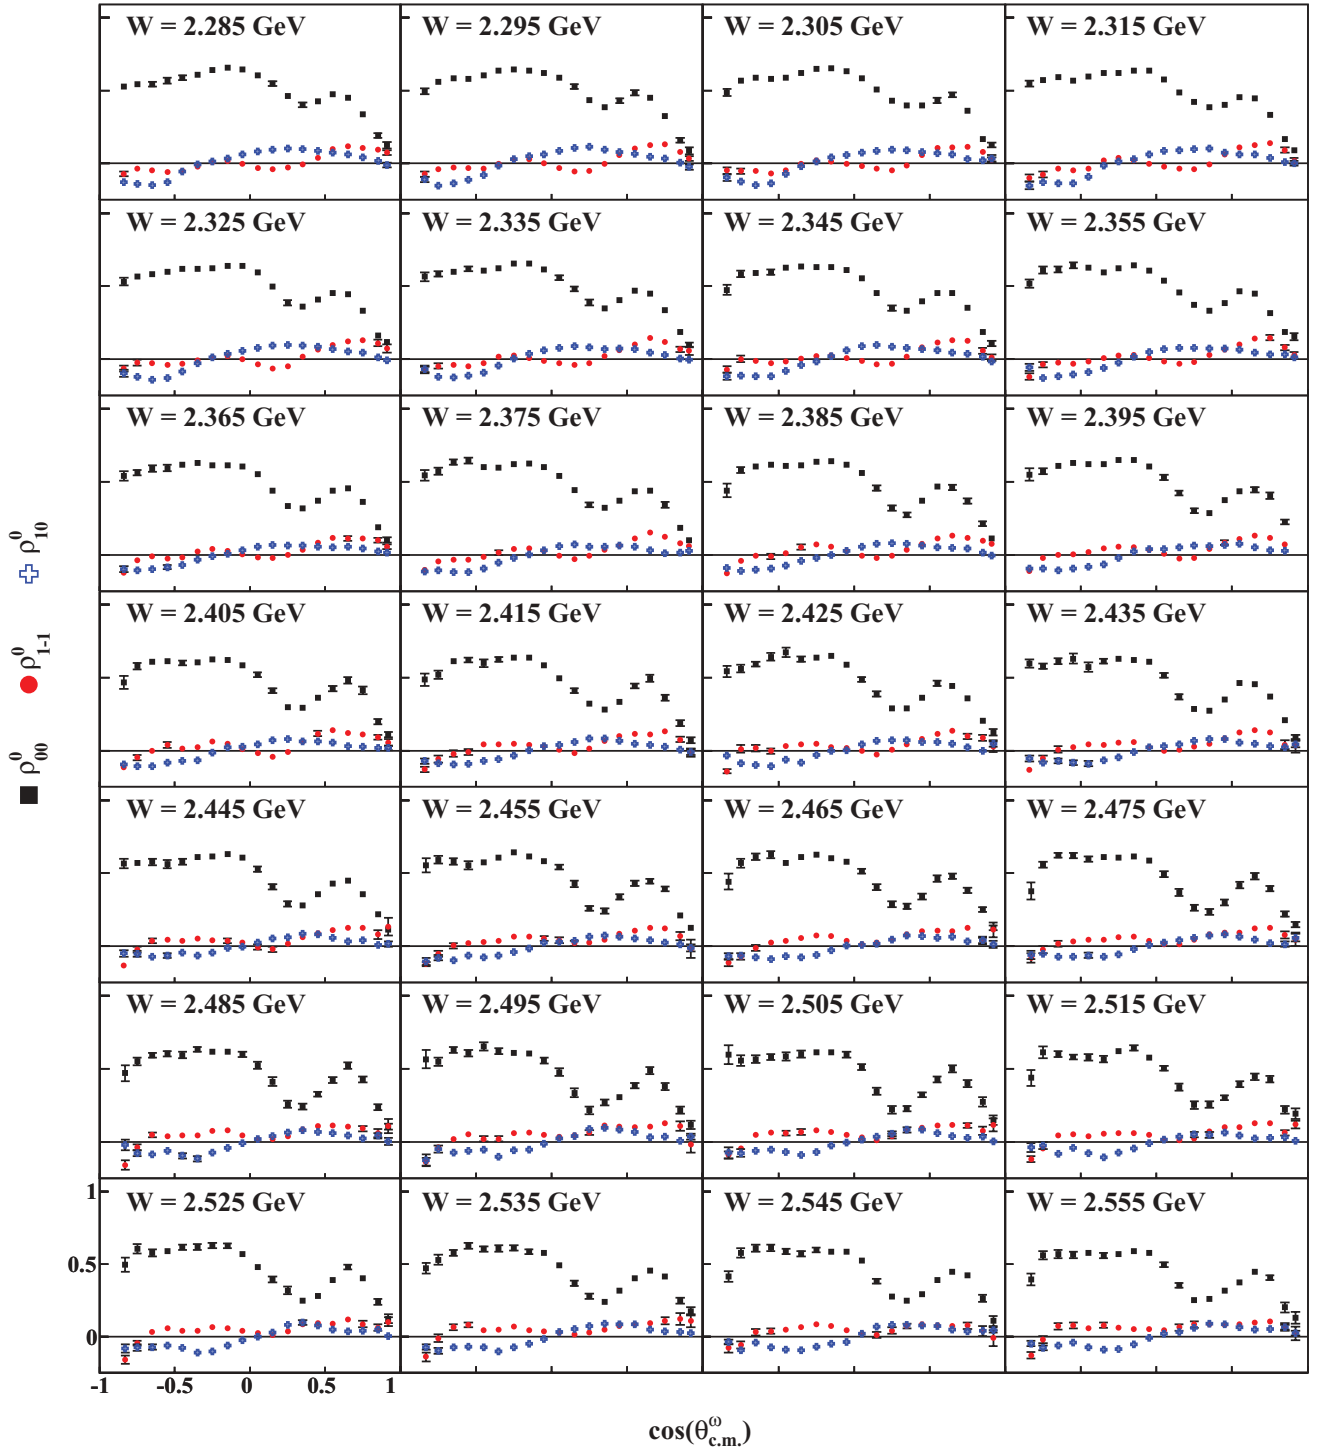 W = 2.285 GeV W = 2.295 GeV W = 2.305 GeV W = 2.315 GeV
W = 2.325 GeV W = 2.335 GeV W = 2.345 GeV W = 2.355 GeV
W = 2.365 GeV W = 2.375 GeV W = 2.385 GeV W = 2.395 GeV
W = 2.405 GeV W = 2.415 GeV W = 2.425 GeV W = 2.435 GeV
W = 2.445 GeV W = 2.455 GeV W = 2.465 GeV W = 2.475 GeV
W = 2.485 GeV W = 2.495 GeV W = 2.505 GeV W = 2.515 GeV
W = 2.525 GeV W = 2.535 GeV W = 2.545 GeV W = 2.555 GeV
1
0.5
0
-1 -0.5 0 0.5 1
cos(θ^ω_c.m.)
ρ^0_00 ρ^0_1-1 ρ^0_10